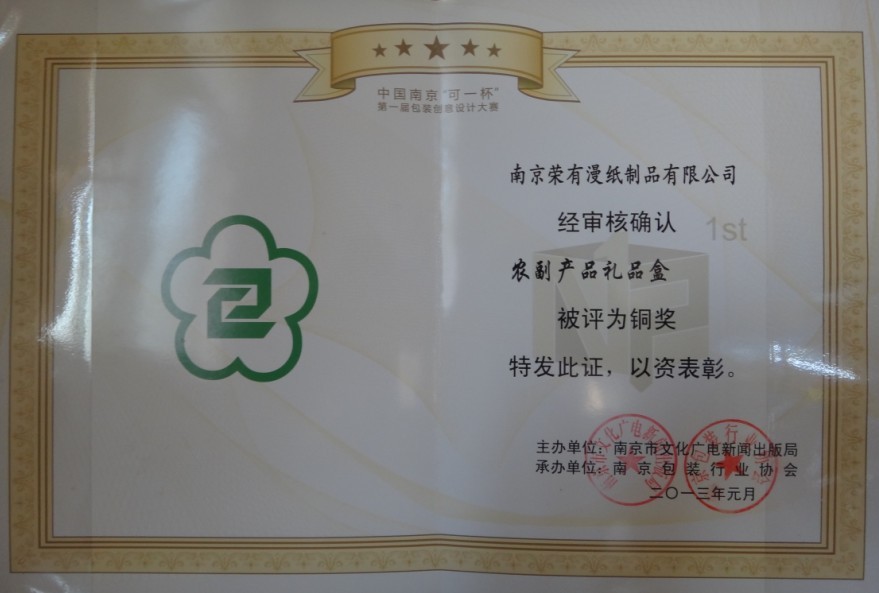 中国南京“可一杯”
第一届包装创意设计大赛
南京荣有漫纸制品有限公司
经审核确认
1st
农副产品礼品盒
被评为铜奖
特发此证，以资表彰。
主办单位：南京市文化广电新闻出版局
承办单位：南京包装行业协会
二〇一三年元月